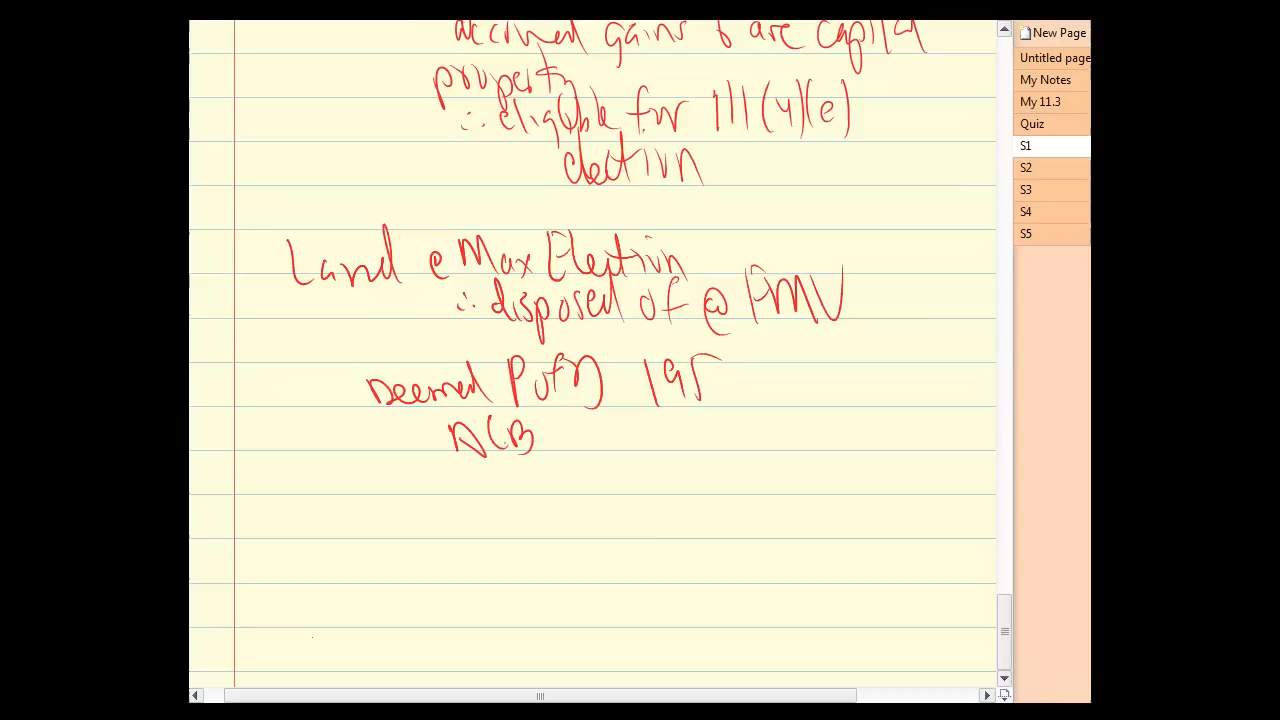 accrued gains & are capital
property
∴ eligible for 111(4)(e)
election
Land @ Max Election
∴ disposed of @ FMV
Deemed P of D 195
ACB
New Page
Untitled page
My Notes
My 11.3
Quiz
S1
S2
S3
S4
S5